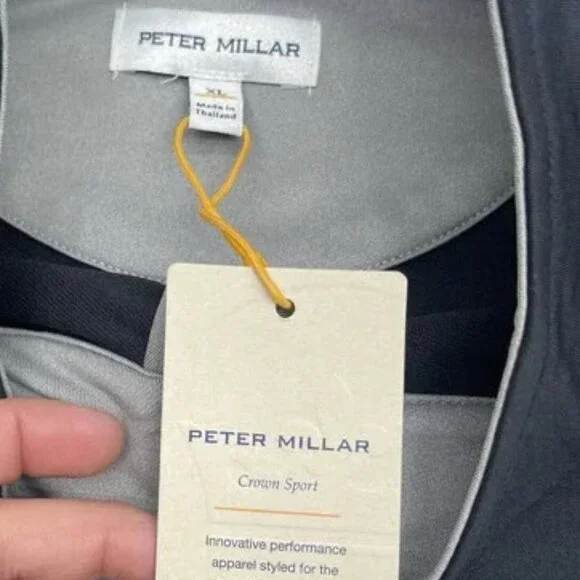 PETER MILLAR
XL
Made in
Thailand
PETER MILLAR
Crown Sport
Innovative performance
apparel styled for the